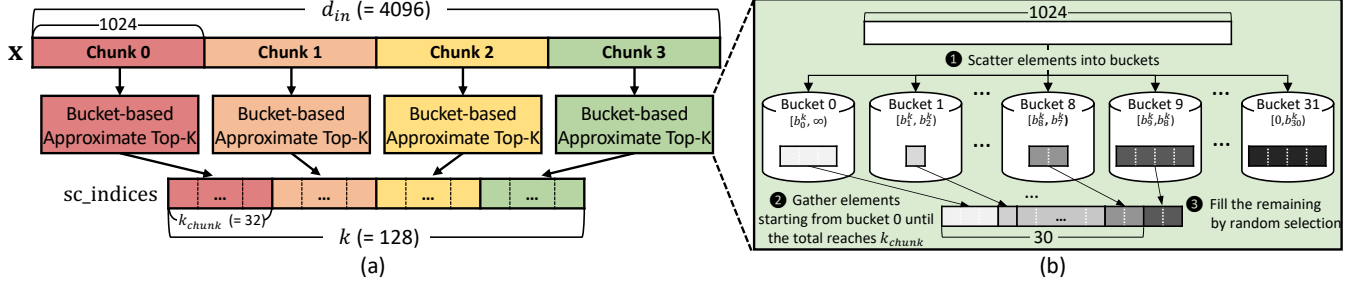 d_in (= 4096)
1024
x Chunk 0 Chunk 1 Chunk 2 Chunk 3
Bucket-based Bucket-based Bucket-based Bucket-based
Approximate Top-K Approximate Top-K Approximate Top-K Approximate Top-K
sc_indices ... ... ... ...
k_chunk (= 32)
k (= 128)
(a)
1024
❶ Scatter elements into buckets
... ...
Bucket 0 Bucket 1 Bucket 8 Bucket 9 Bucket 31
[b_0^k, ∞) [b_1^k, b_2^k) [b_8^k, b_7^k) [b_9^k, b_8^k) [0, b_30^k)
... ...
❷ Gather elements
starting from bucket 0 until
the total reaches k_chunk
...
...
30
❸ Fill the remaining
by random selection
(b)